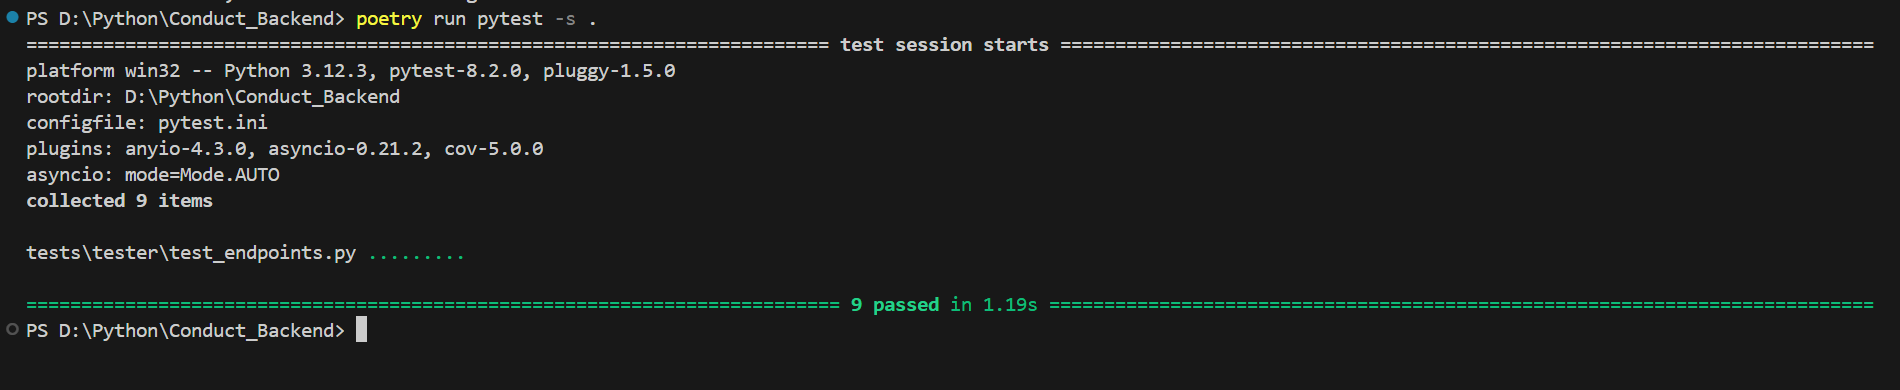 PS D:\Python\Conduct_Backend> poetry run pytest -s .
========================================================================= test session starts ==========================================================================
platform win32 -- Python 3.12.3, pytest-8.2.0, pluggy-1.5.0
rootdir: D:\Python\Conduct_Backend
configfile: pytest.ini
plugins: anyio-4.3.0, asyncio-0.21.2, cov-5.0.0
asyncio: mode=Mode.AUTO
collected 9 items
tests\tester\test_endpoints.py .........
========================================================================== 9 passed in 1.19s ===========================================================================
PS D:\Python\Conduct_Backend>